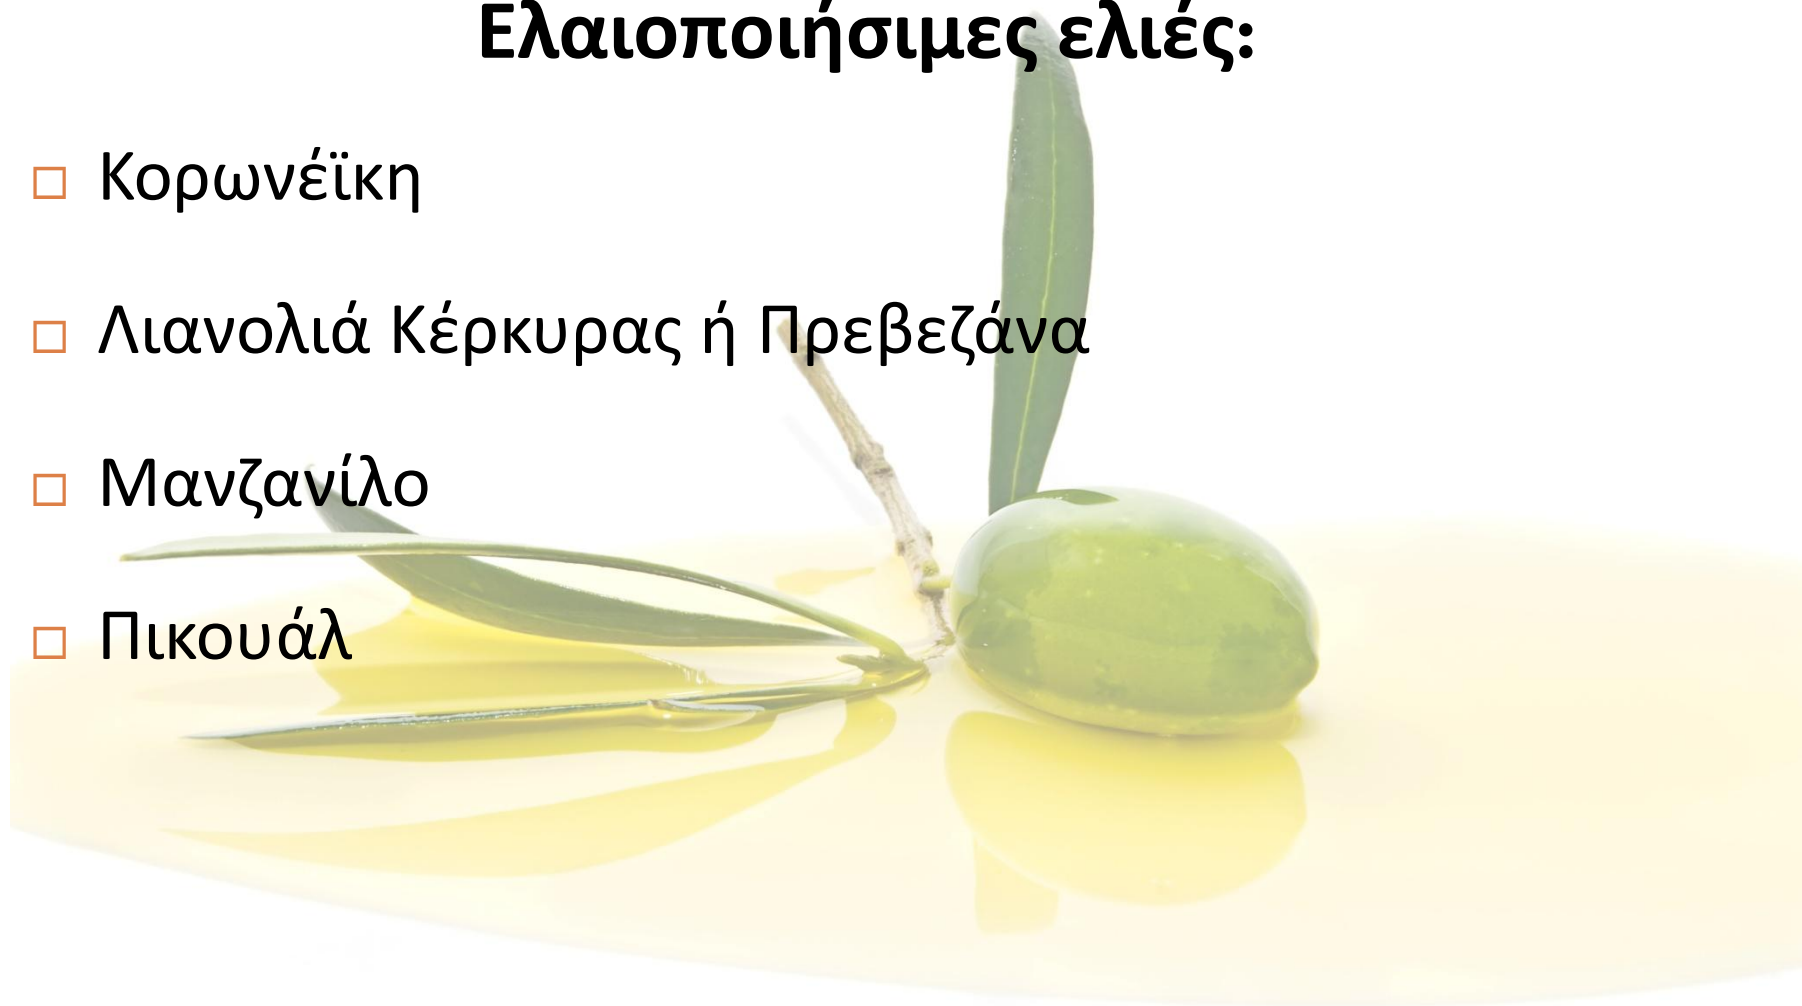 Ελαιοποιήσιμες ελιές:
Κορωνέϊκη
Λιανολιά Κέρκυρας ή Πρεβεζάνα
Μανζανίλο
Πικουάλ